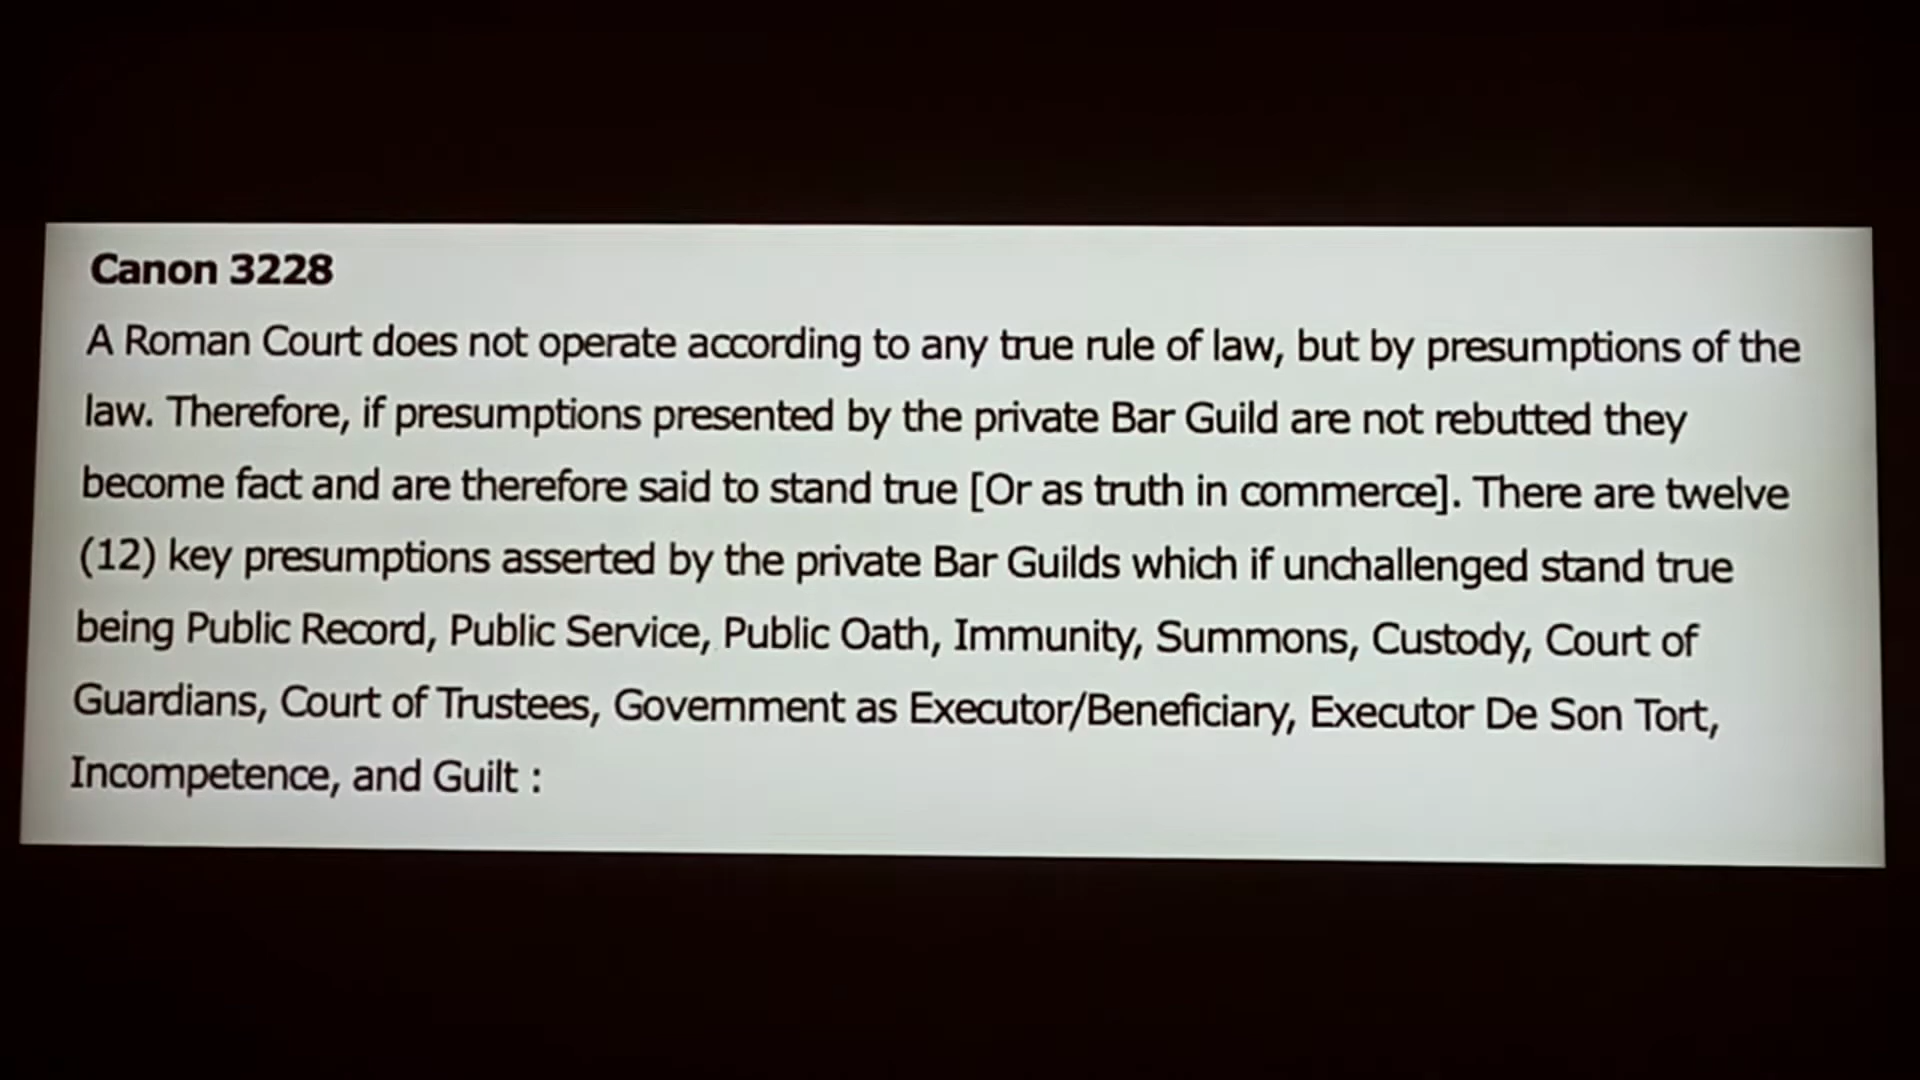 Canon 3228
A Roman Court does not operate according to any true rule of law, but by presumptions of the
law. Therefore, if presumptions presented by the private Bar Guild are not rebutted they
become fact and are therefore said to stand true [Or as truth in commerce]. There are twelve
(12) key presumptions asserted by the private Bar Guilds which if unchallenged stand true
being Public Record, Public Service, Public Oath, Immunity, Summons, Custody, Court of
Guardians, Court of Trustees, Government as Executor/Beneficiary, Executor De Son Tort,
Incompetence, and Guilt :